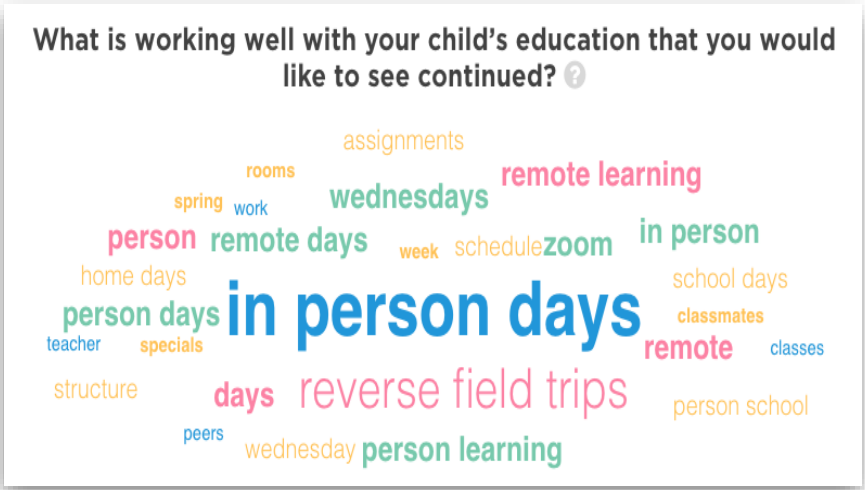 What is working well with your child's education that you would
like to see continued? ?
assignments
rooms
remote learning
wednesdays
spring
work
person
remote days
week
schedule
zoom
in person
home days
school days
person days
in person days
classmates
teacher
specials
remote
classes
structure
days
reverse field trips
person school
peers
wednesday
person learning